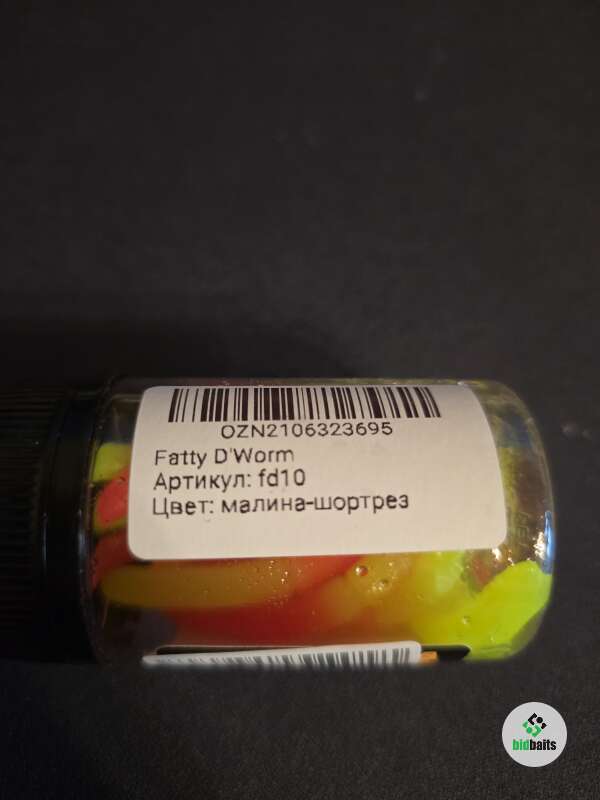 OZN2106323695
Fatty D'Worm
Артикул: fd10
Цвет: малина-шортрез
bidbaits